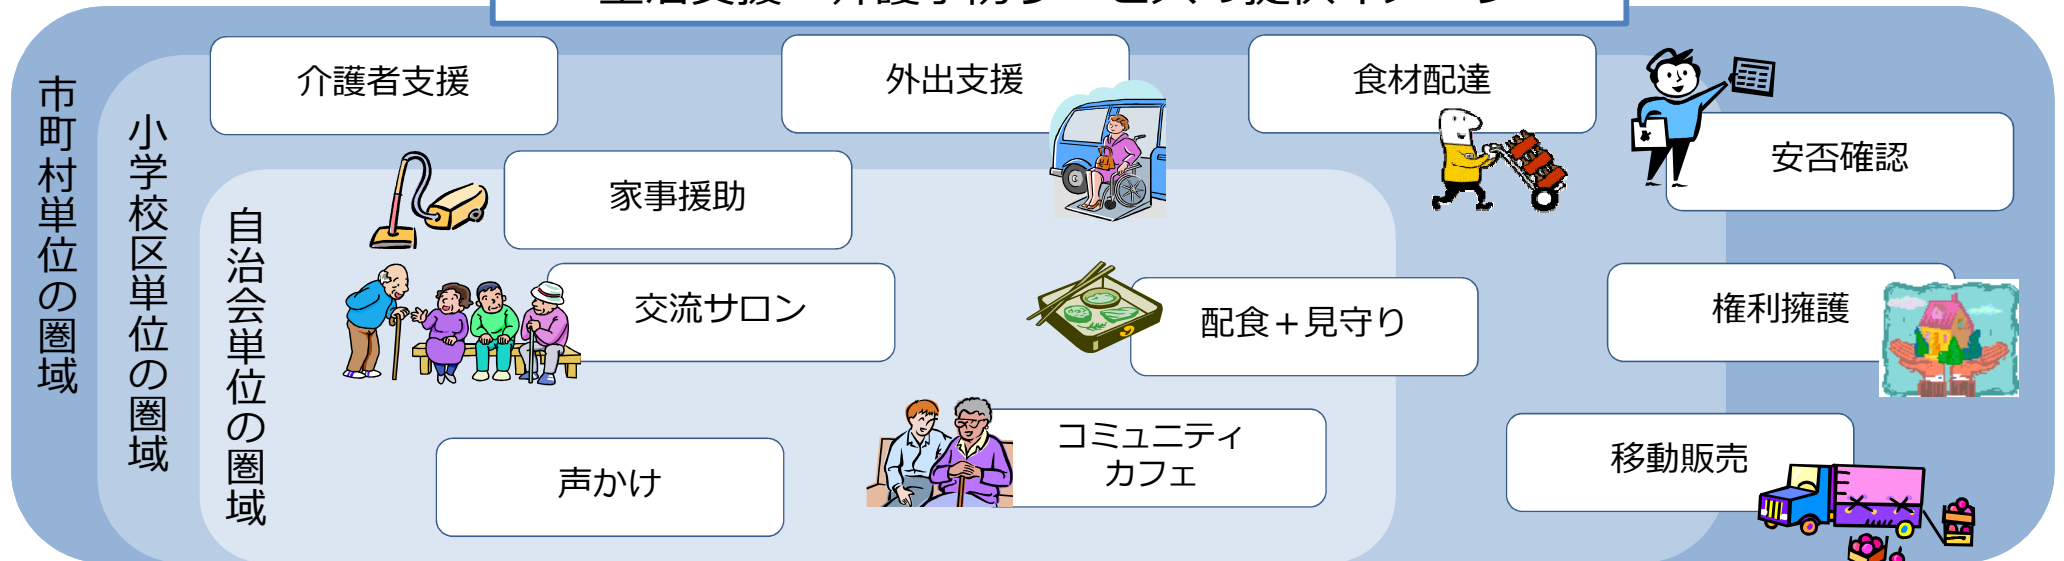 市町村単位の圏域
小学校区単位の圏域
自治会単位の圏域
介護者支援
外出支援
食材配達
安否確認
家事援助
交流サロン
配食＋見守り
権利擁護
声かけ
コミュニティ
カフェ
移動販売